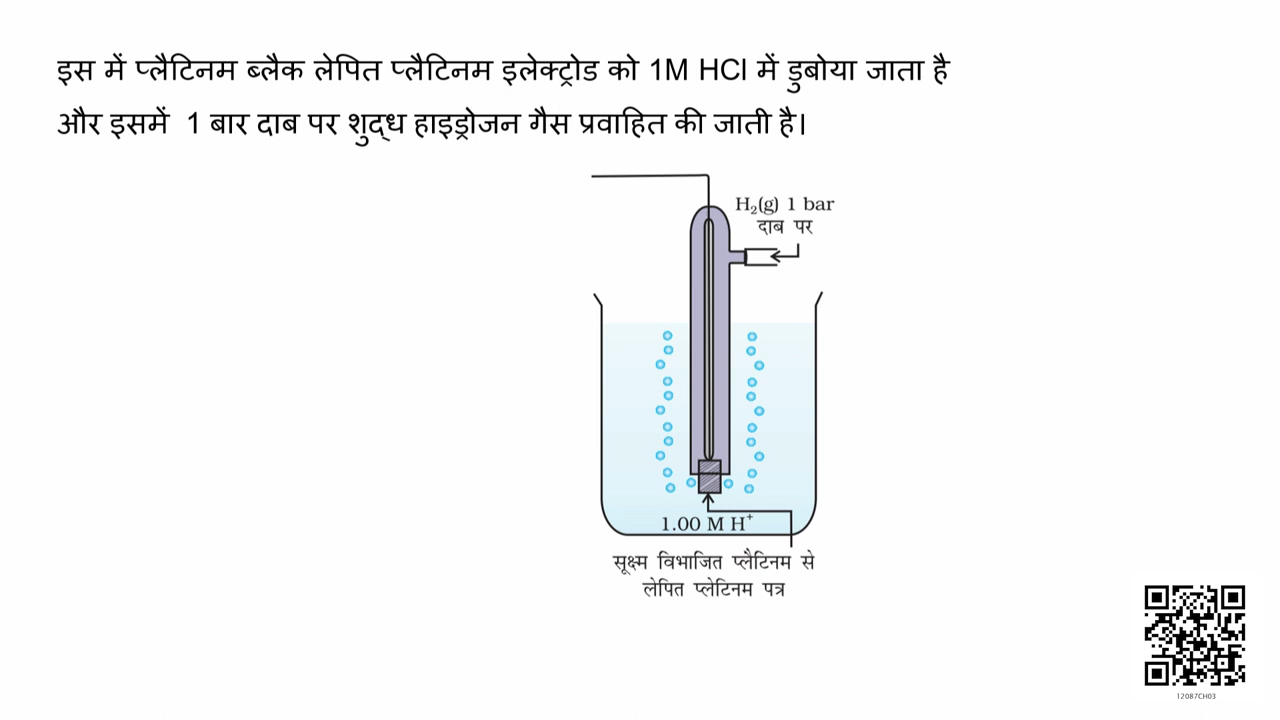 इस में प्लैटिनम ब्लैक लेपित प्लैटिनम इलेक्ट्रोड को 1M HCl में डुबोया जाता है
और इसमें 1 बार दाब पर शुद्ध हाइड्रोजन गैस प्रवाहित की जाती है।
H₂(g) 1 bar
दाब पर
1.00 M H⁺
सूक्ष्म विभाजित प्लैटिनम से
लेपित प्लेटिनम पत्र
12087CH03